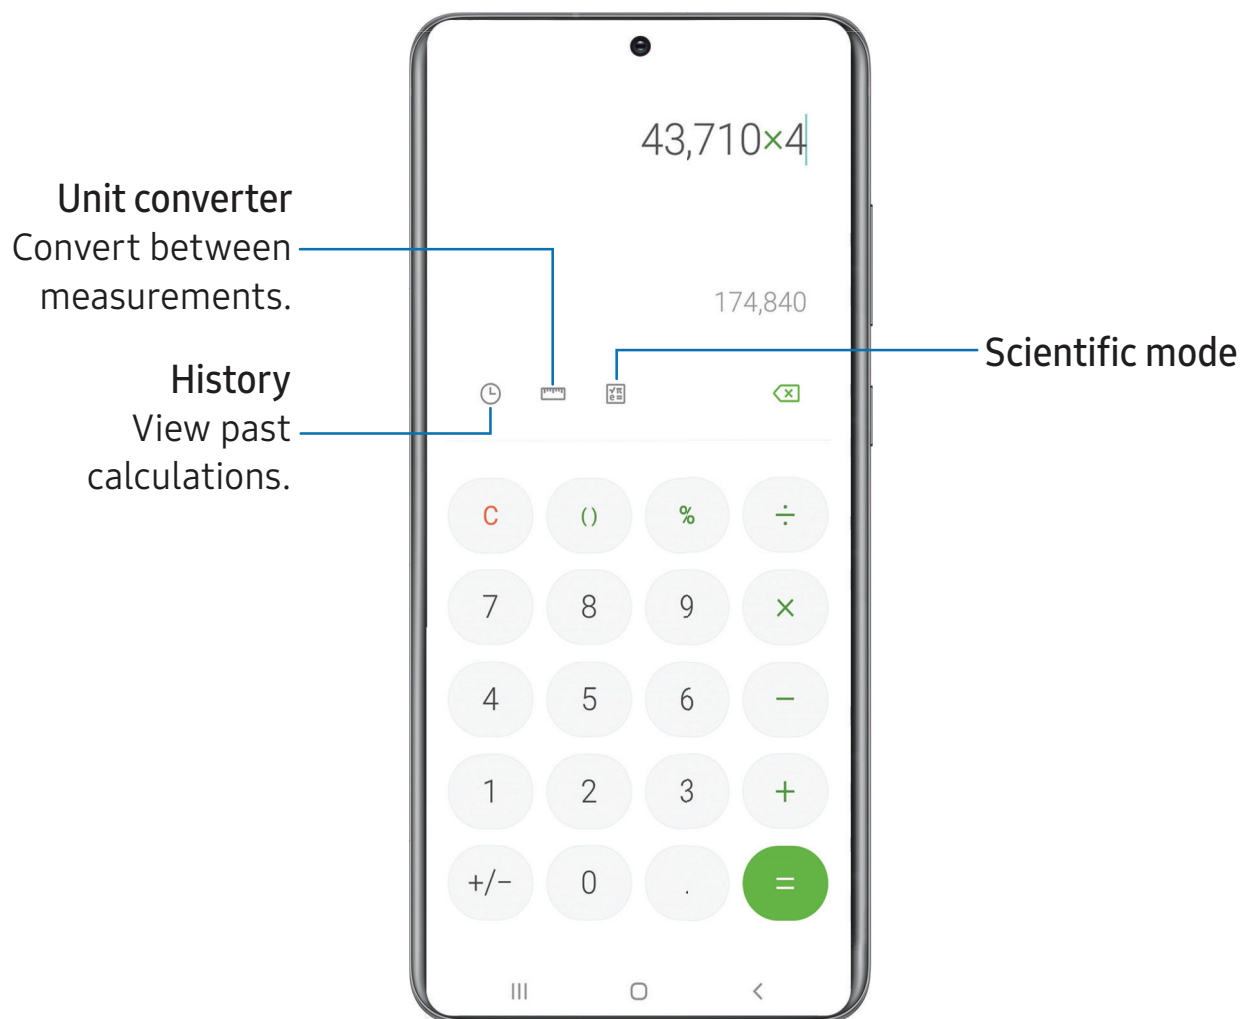 43,710×4
Unit converter
Convert between
measurements.
174,840
Scientific mode
History
View past
calculations.
√π
e=
C
()
%
÷
7
8
9
×
4
5
6
−
1
2
3
+
+/−
0
.
=